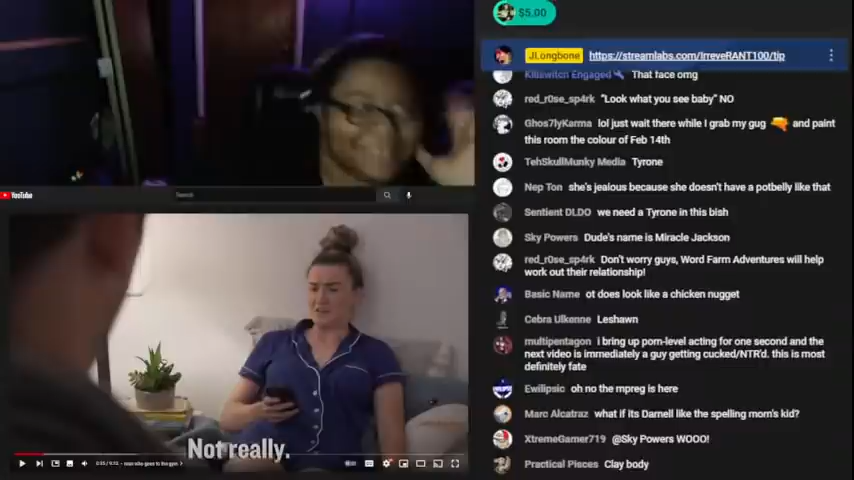 $5.00
JLongbone https://streamlabs.com/IrreveRANT100/tip
Killswitch Engaged That face omg
red_r0se_sp4rk "Look what you see baby" NO
Ghos7lyKarma lol just wait there while I grab my gug and paint
this room the colour of Feb 14th
TehSkullMunky Media Tyrone
Nep Ton she's jealous because she doesn't have a potbelly like that
Sentient DLDO we need a Tyrone in this bish
Sky Powers Dude's name is Miracle Jackson
red_r0se_sp4rk Don't worry guys, Word Farm Adventures will help
work out their relationship!
Basic Name ot does look like a chicken nugget
Cebra Ulkenne Leshawn
multipentagon i bring up porn-level acting for one second and the
next video is immediately a guy getting cucked/NTR'd. this is most
definitely fate
Ewilipsic oh no the mpreg is here
Marc Alcatraz what if its Darnell like the spelling mom's kid?
XtremeGamer719 @Sky Powers WOOO!
Practical Pisces Clay body
YouTube
Search
Not really.